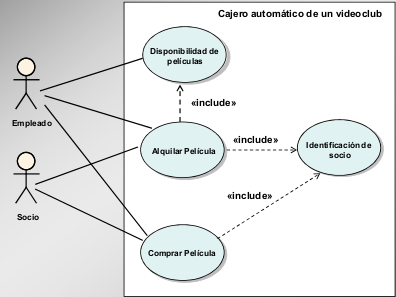 Cajero automático de un videoclub
Disponibilidad de
películas
«include»
Empleado
Alquilar Película
«include»
Identificación de
socio
«include»
Socio
Comprar Película